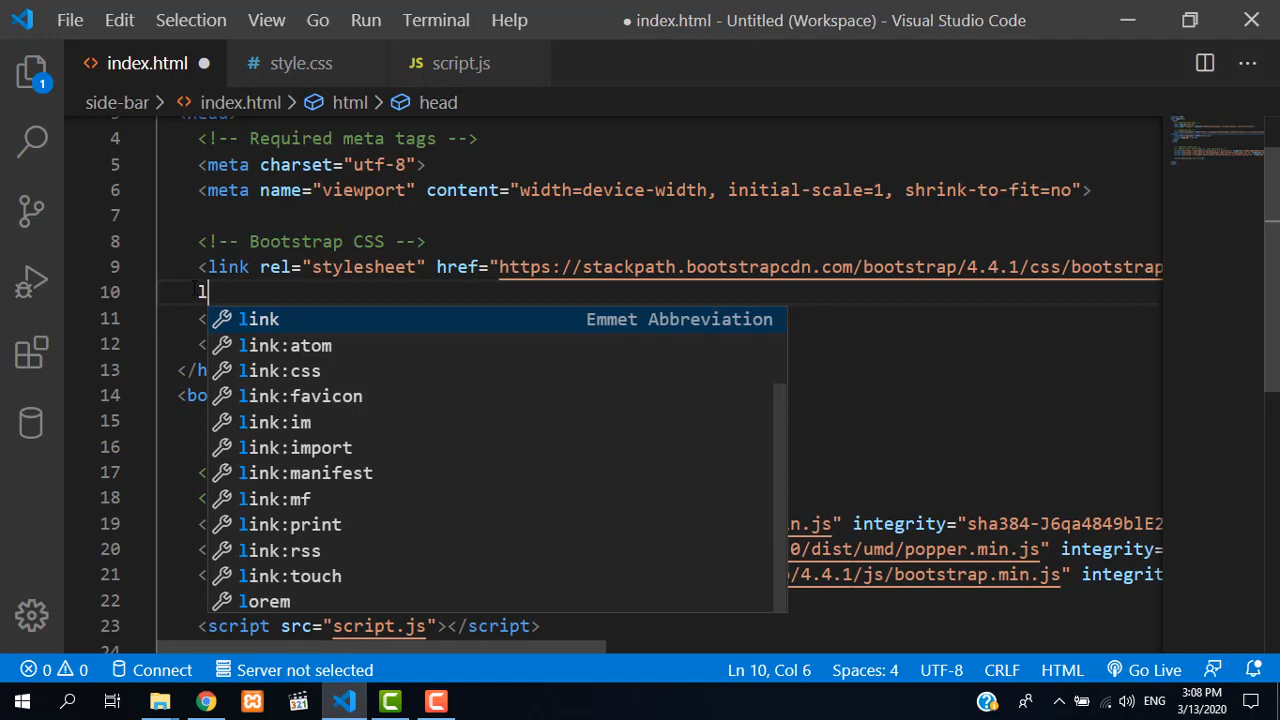 File Edit Selection View Go Run Terminal Help ● index.html - Untitled (Workspace) - Visual Studio Code
1 <> index.html ● # style.css JS script.js ...
side-bar > <> index.html > html > head
4 <!-- Required meta tags -->
5 <meta charset="utf-8">
6 <meta name="viewport" content="width=device-width, initial-scale=1, shrink-to-fit=no">
7
8 <!-- Bootstrap CSS -->
9 <link rel="stylesheet" href="https://stackpath.bootstrapcdn.com/bootstrap/4.4.1/css/bootstrap
10 l
11 < link Emmet Abbreviation
12 < link:atom
13 </h link:css
14 <bo link:favicon
15 link:im
16 link:import
17 < link:manifest
18 < link:mf
19 < link:print in.js" integrity="sha384-J6qa4849blE2
20 < link:rss 0/dist/umd/popper.min.js" integrity=
21 < link:touch /4.4.1/js/bootstrap.min.js" integrit
22 lorem
23 <script src="script.js"></script>
24
0 0 Connect Server not selected Ln 10, Col 6 Spaces: 4 UTF-8 CRLF HTML Go Live
321 ENG 3:08 PM
3/13/2020